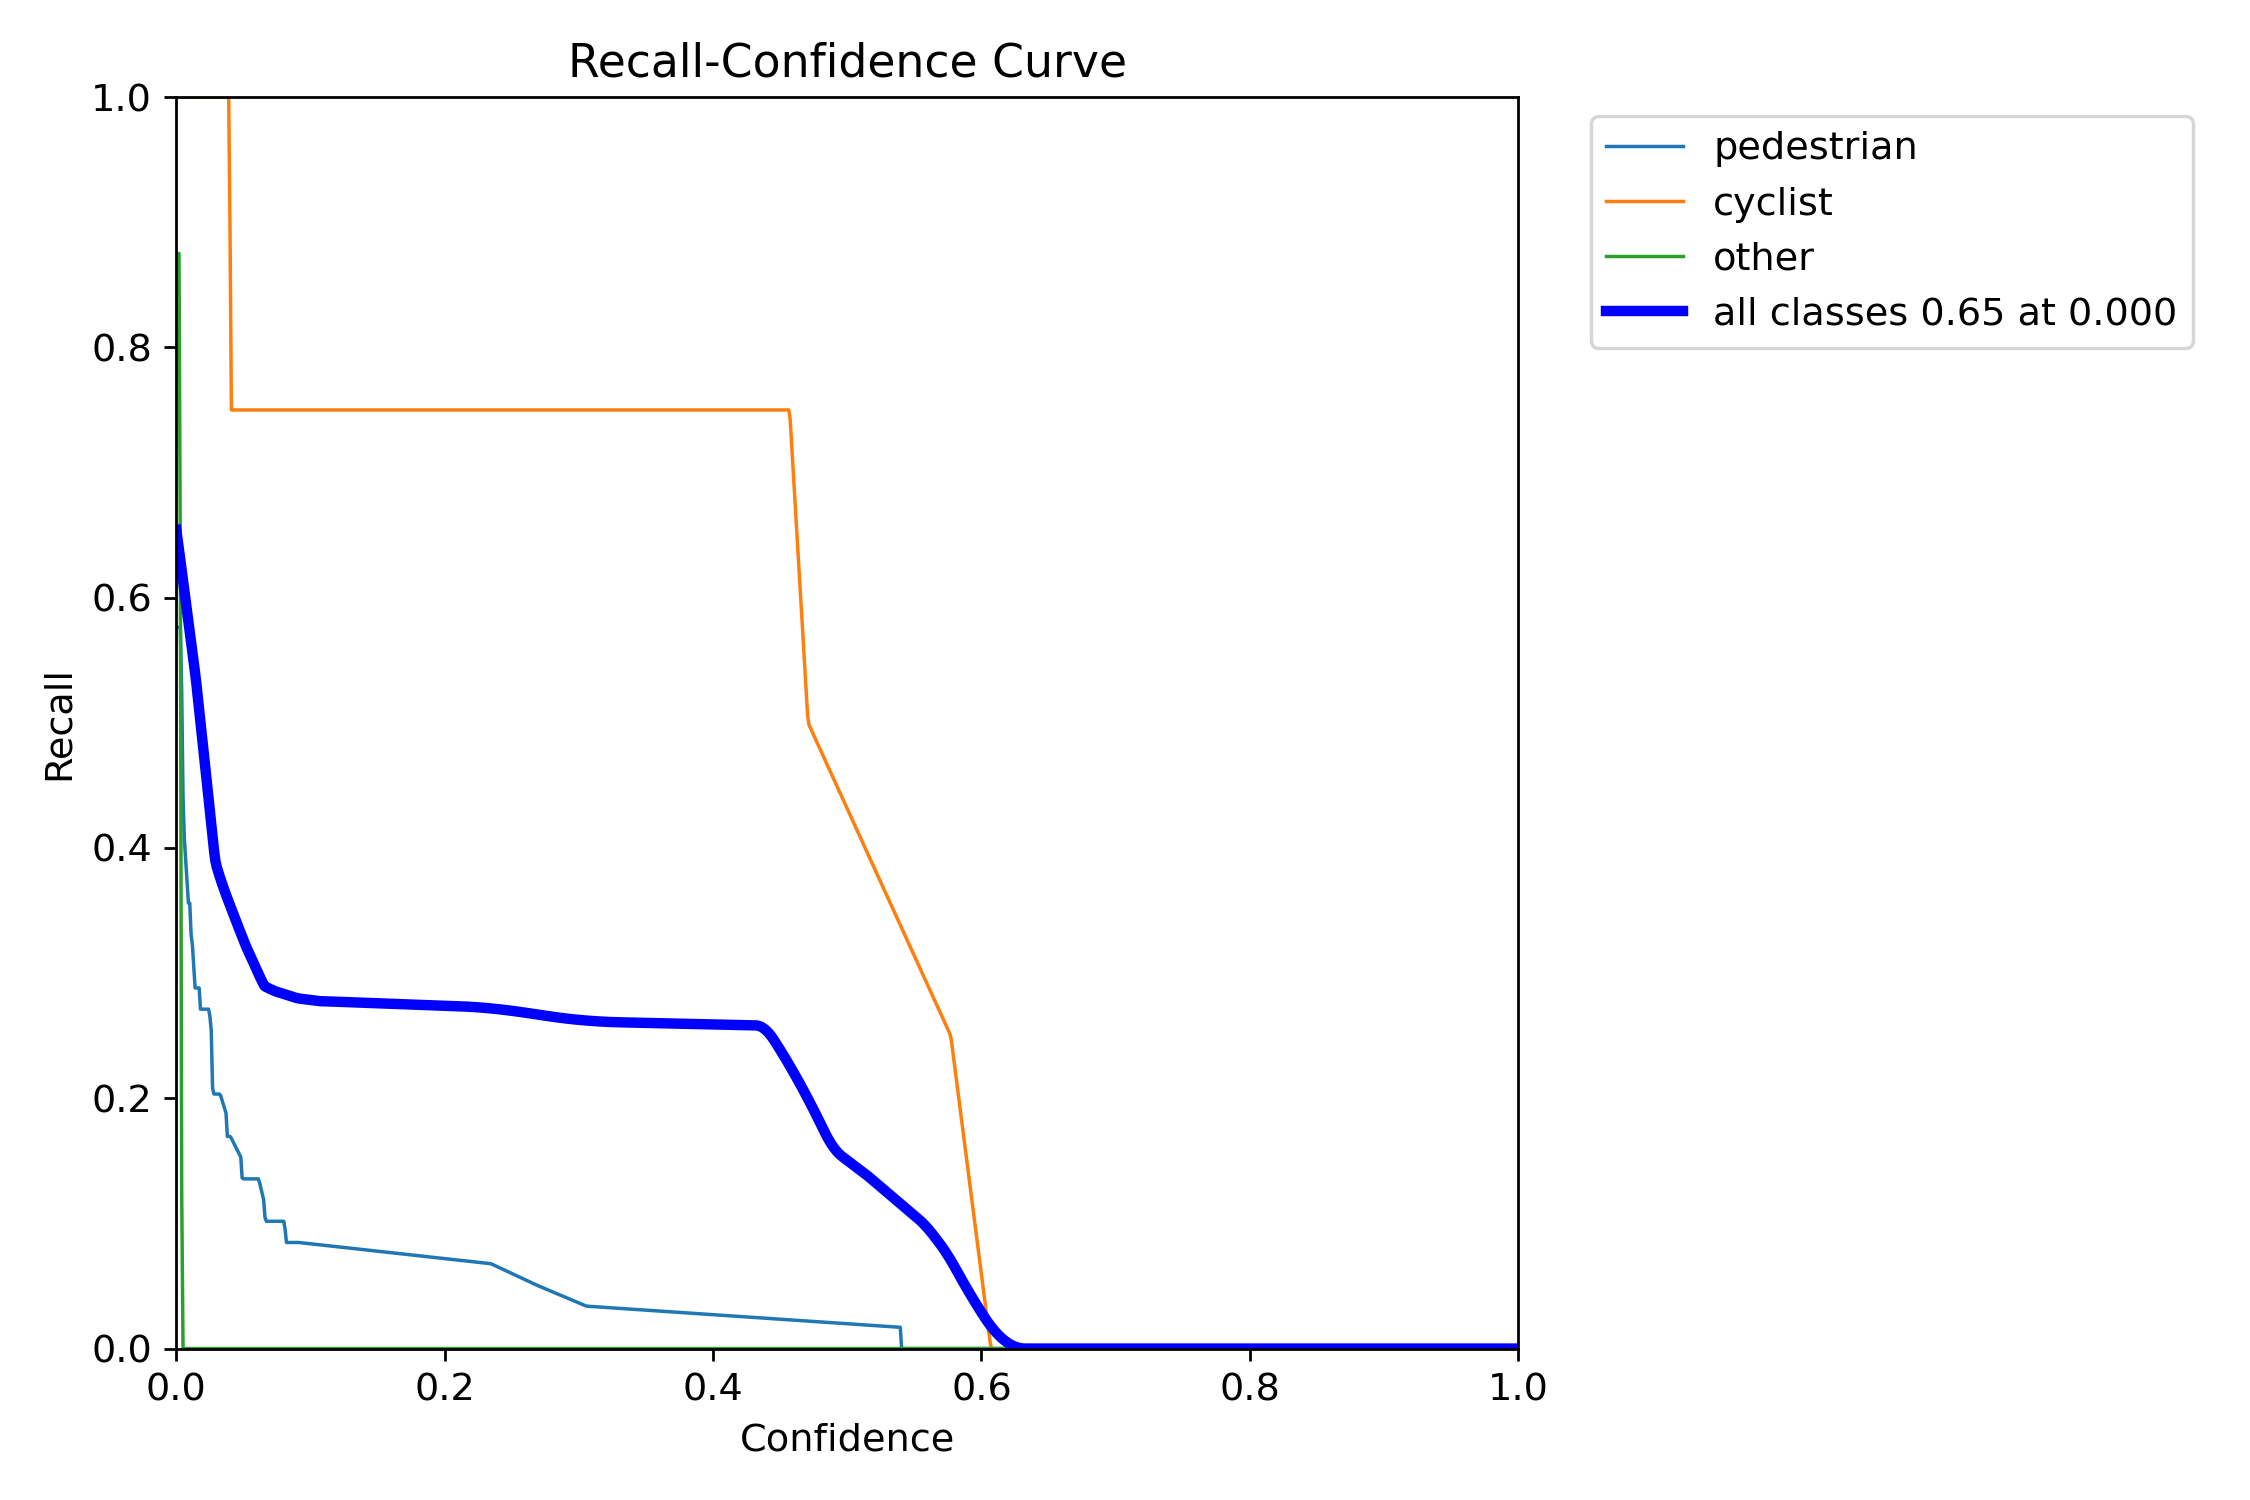 Recall-Confidence Curve
1.0
0.8
0.6
0.4
0.2
0.0
Recall
0.0 0.2 0.4 0.6 0.8 1.0
Confidence
pedestrian
cyclist
other
all classes 0.65 at 0.000